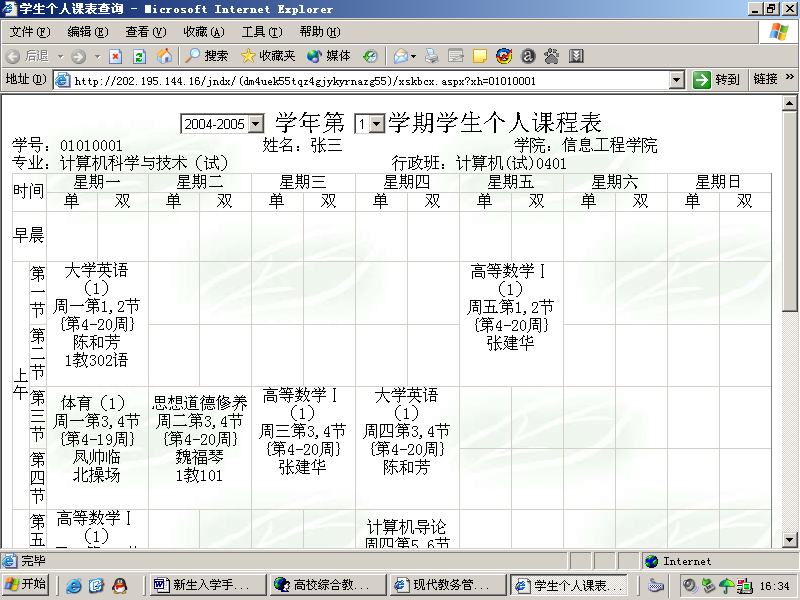 学生个人课表查询 - Microsoft Internet Explorer
文件(F) 编辑(E) 查看(V) 收藏(A) 工具(T) 帮助(H)
后退 搜索 收藏夹 媒体
地址(D) http://202.195.144.16/jndx/(dm4uek55tqz4gjykyrnazg55)/xskbcx.aspx?xh=01010001 转到 链接 »
2004-2005 学年第 1 学期学生个人课程表
学号: 01010001 姓名: 张三 学院: 信息工程学院
专业: 计算机科学与技术（试） 行政班: 计算机(试)0401
时间 星期一 星期二 星期三 星期四 星期五 星期六 星期日
单 双 单 双 单 双 单 双 单 双 单 双 单 双
早晨
上午
第一节
第二节
大学英语
（1）
周一第1,2节
{第4-20周}
陈和芳
1教302语
高等数学Ⅰ
（1）
周五第1,2节
{第4-20周}
张建华
第三节
第四节
体育（1）
周一第3,4节
{第4-19周}
凤帅临
北操场
思想道德修养
周二第3,4节
{第4-20周}
魏福琴
1教101
高等数学Ⅰ
（1）
周三第3,4节
{第4-20周}
张建华
大学英语
（1）
周四第3,4节
{第4-20周}
陈和芳
第五
高等数学Ⅰ
（1）
计算机导论
周四第5,6节
完毕 Internet
开始 新生入学手... 高校综合教... 现代教务管... 学生个人课表... 16:34